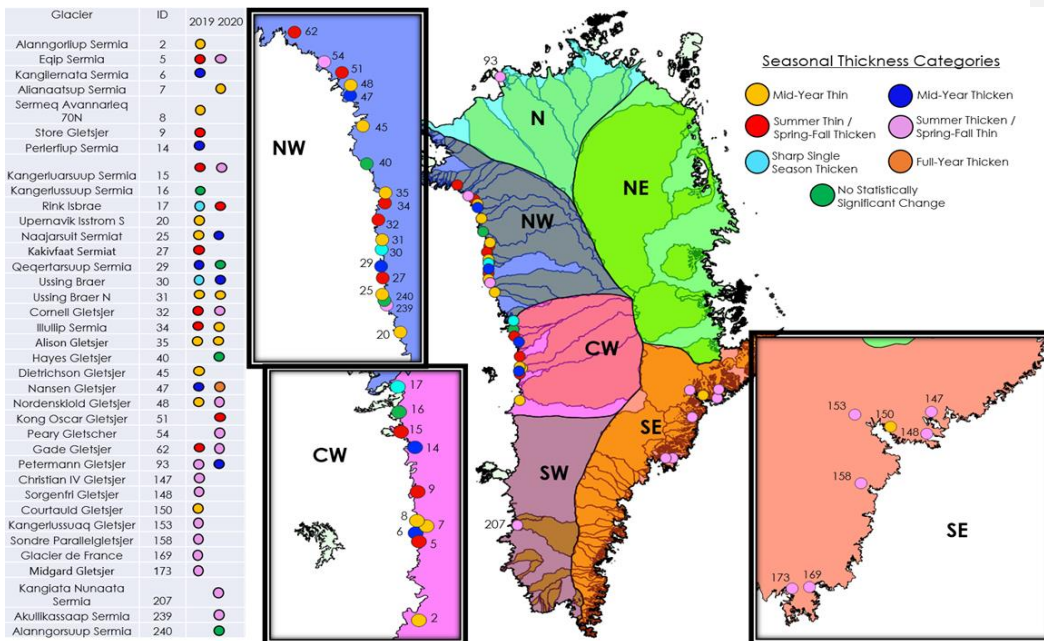 Glacier ID 2019 2020
Alanngorliup Sermia 2
Eqip Sermia 5
Kangilernata Sermia 6
Alianaatsup Sermia 7
Sermeq Avannarleq
70N 8
Store Gletsjer 9
Perlerfiup Sermia 14
Kangerluarsuup Sermia 15
Kangerlussuup Sermia 16
Rink Isbrae 17
Upernavik Isstrom S 20
Naajarsuit Sermiat 25
Kakivfaat Sermiat 27
Qeqertarsuup Sermia 29
Ussing Braer 30
Ussing Braer N 31
Cornell Gletsjer 32
Illullip Sermia 34
Alison Gletsjer 35
Hayes Gletsjer 40
Dietrichson Gletsjer 45
Nansen Gletsjer 47
Nordenskiold Gletsjer 48
Kong Oscar Gletsjer 51
Peary Gletscher 54
Gade Gletsjer 62
Petermann Gletsjer 93
Christian IV Gletsjer 147
Sorgenfri Gletsjer 148
Courtauld Gletsjer 150
Kangerlussuaq Gletsjer 153
Sondre Parallelgletsjer 158
Glacier de France 169
Midgard Gletsjer 173
Kangiata Nunaata
Sermia 207
Akullikassaap Sermia 239
Alanngorsuup Sermia 240
62
54
51
48
47
45
NW
40
35
34
32
31
30
29
27
25
240
239
20
17
16
15
14
CW
9
8
7
6
5
2
93
N
NE
NW
CW
SE
SW
207
Seasonal Thickness Categories
Mid-Year Thin
Mid-Year Thicken
Summer Thin /
Spring-Fall Thicken
Summer Thicken /
Spring-Fall Thin
Sharp Single
Season Thicken
Full-Year Thicken
No Statistically
Significant Change
153
150
147
148
158
SE
173
169